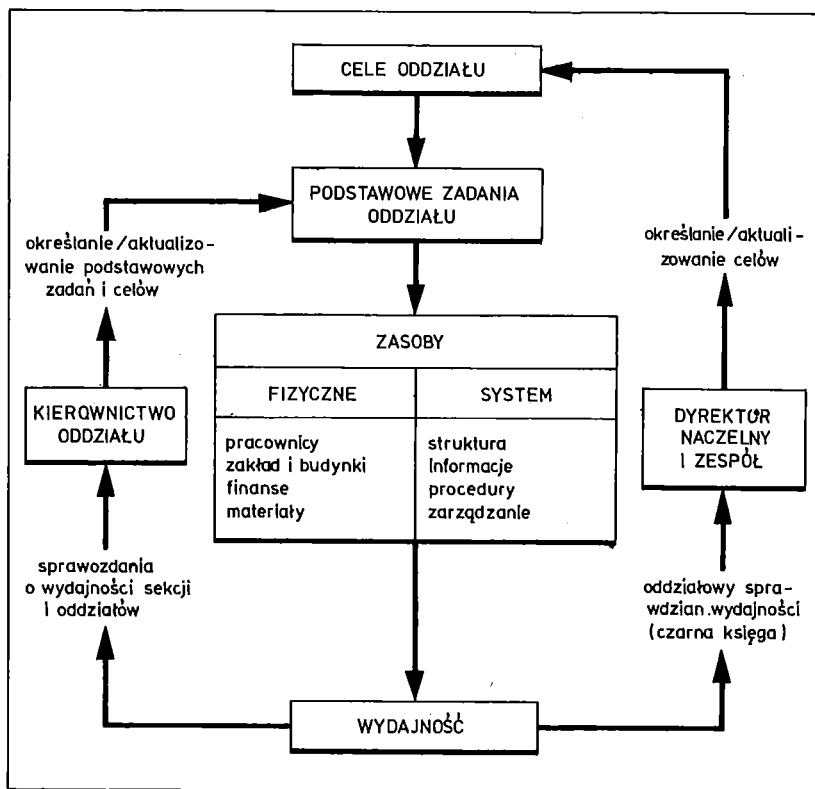 CELE ODDZIAŁU
PODSTAWOWE ZADANIA
ODDZIAŁU
określanie/aktualizo-
wanie podstawowych
zadań i celów
określanie/aktuali-
zowanie celów
ZASOBY
FIZYCZNE
SYSTEM
pracownicy
zakład i budynki
finanse
materiały
struktura
informacje
procedury
zarządzanie
KIEROWNICTWO
ODDZIAŁU
DYREKTOR
NACZELNY
I ZESPÓŁ
sprawozdania
o wydajności sekcji
i oddziałów
oddziałowy spra-
wdzian.wydajności
(czarna księga)
WYDAJNOŚĆ